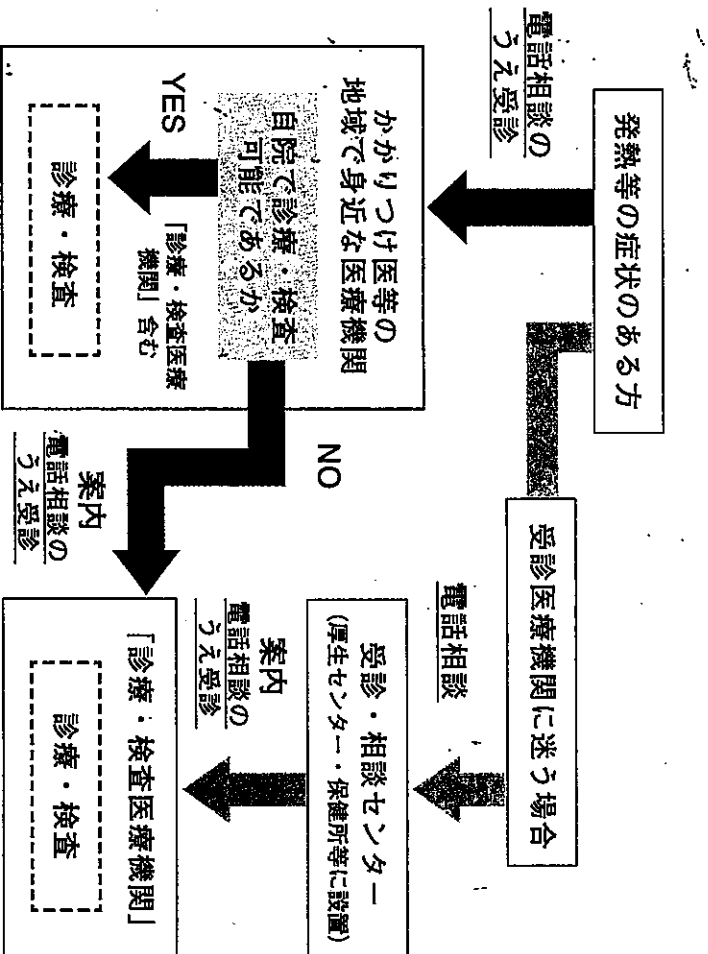 発熱等の症状のある方
電話相談の
うえ受診
受診医療機関に迷う場合
電話相談
かかりつけ医等の
地域で身近な医療機関
自院で診療・検査
可能であるか
YES
「診療・検査医療
機関」含む
診療・検査
NO
案内
電話相談の
うえ受診
受診・相談センター
(厚生センター・保健所等に設置)
案内
電話相談の
うえ受診
「診療・検査医療機関」
診療・検査